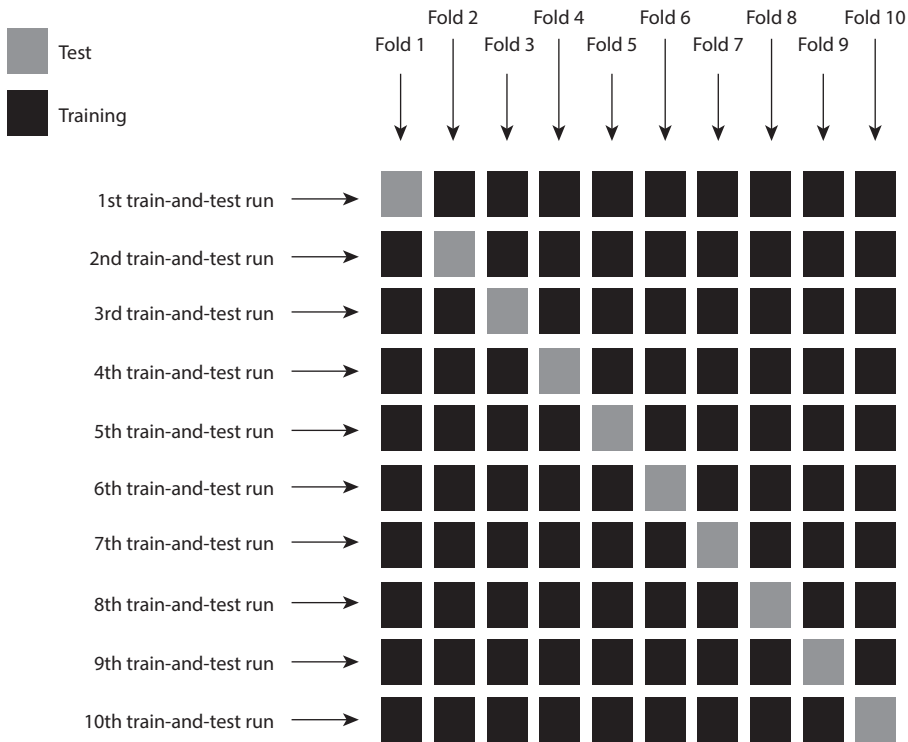 Fold 2
Fold 4
Fold 6
Fold 8
Fold 10
Fold 1
Fold 3
Fold 5
Fold 7
Fold 9
Test
Training
1st train-and-test run
2nd train-and-test run
3rd train-and-test run
4th train-and-test run
5th train-and-test run
6th train-and-test run
7th train-and-test run
8th train-and-test run
9th train-and-test run
10th train-and-test run